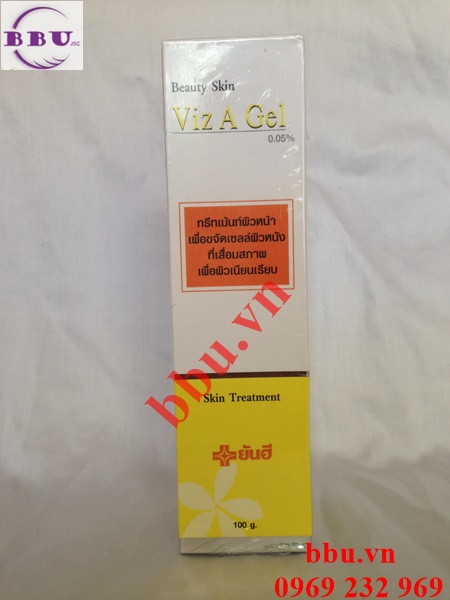 BBU JSC
Beauty Skin
Viz A Gel
0.05%
ทรีทเม้นท์ผิวหน้า
เพื่อขจัดเซลล์ผิวหนัง
ที่เสื่อมสภาพ
เพื่อผิวเนียนเรียบ
bbu.vn
Skin Treatment
ยันฮี
100 g.
bbu.vn
0969 232 969